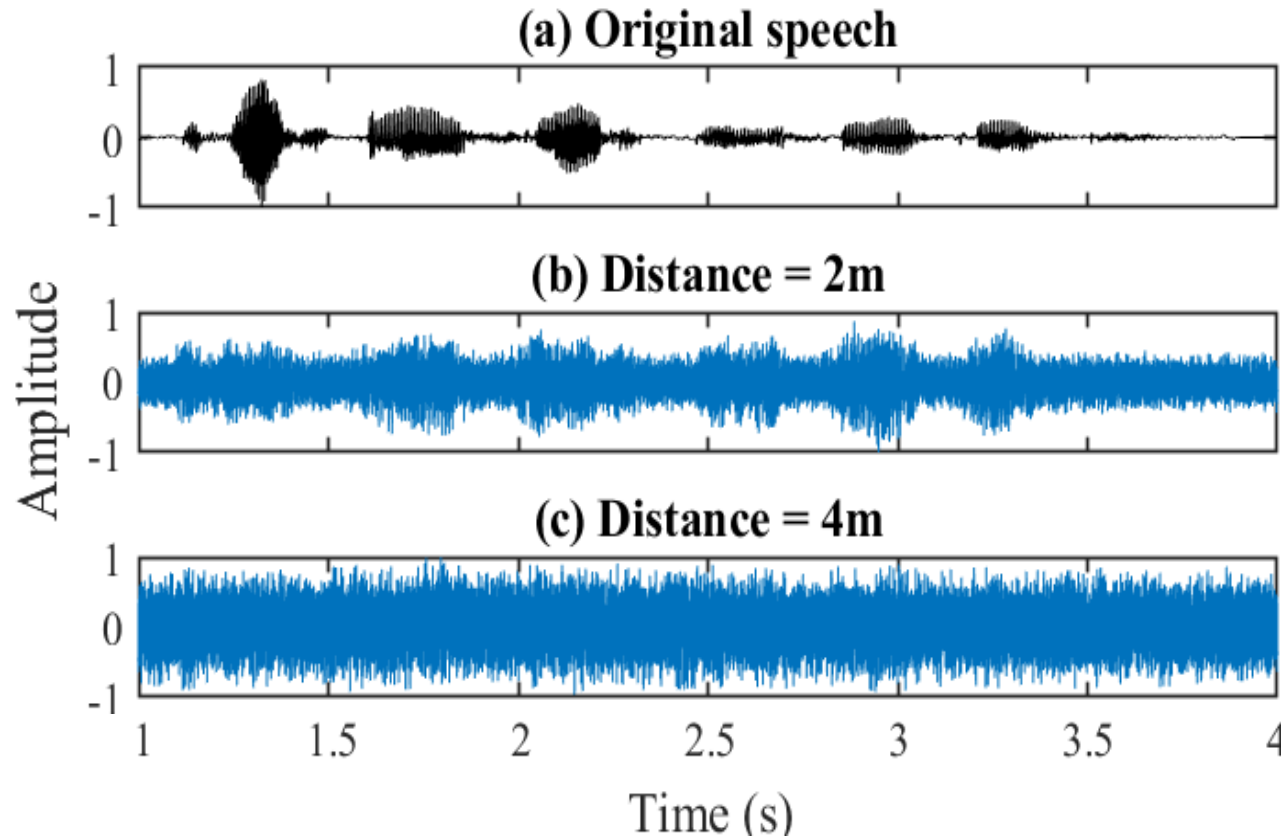 (a) Original speech
1
0
-1
(b) Distance = 2m
1
0
-1
Amplitude
(c) Distance = 4m
1
0
-1
1 1.5 2 2.5 3 3.5 4
Time (s)